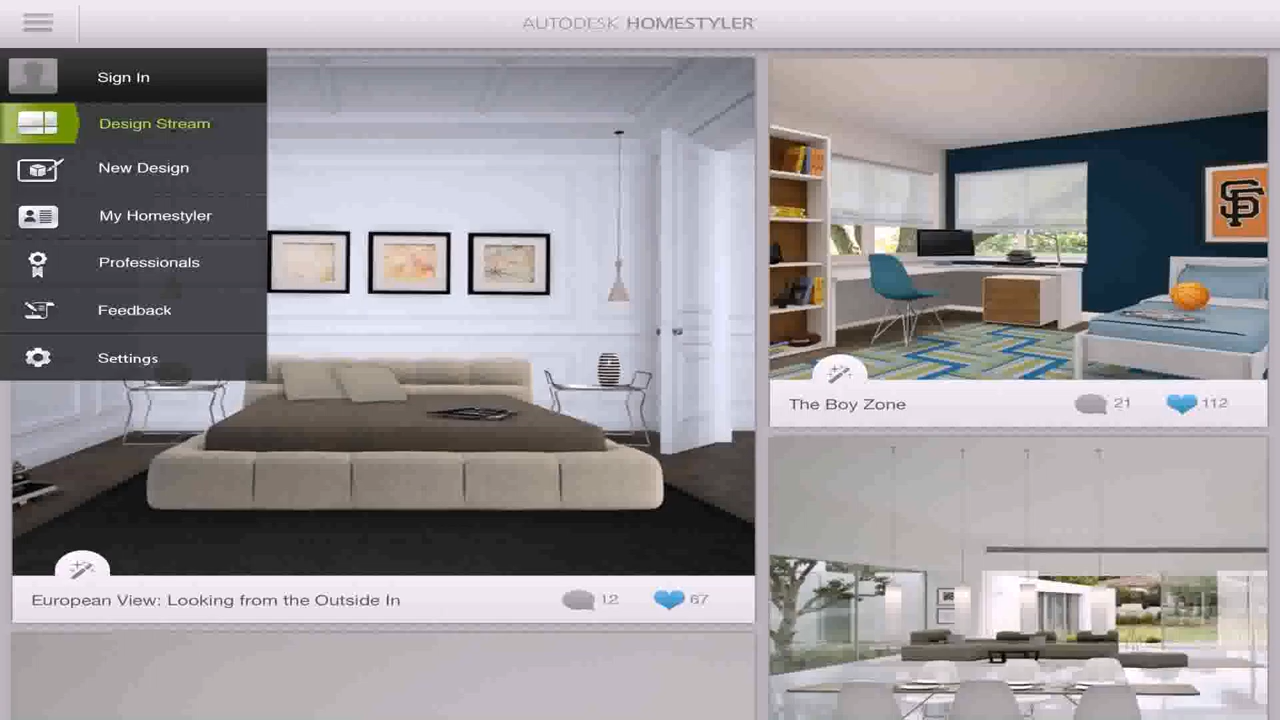 AUTODESK HOMESTYLER
Sign In
Design Stream
New Design
My Homestyler
Professionals
Feedback
Settings
SF
The Boy Zone 21 112
European View: Looking from the Outside In 12 67